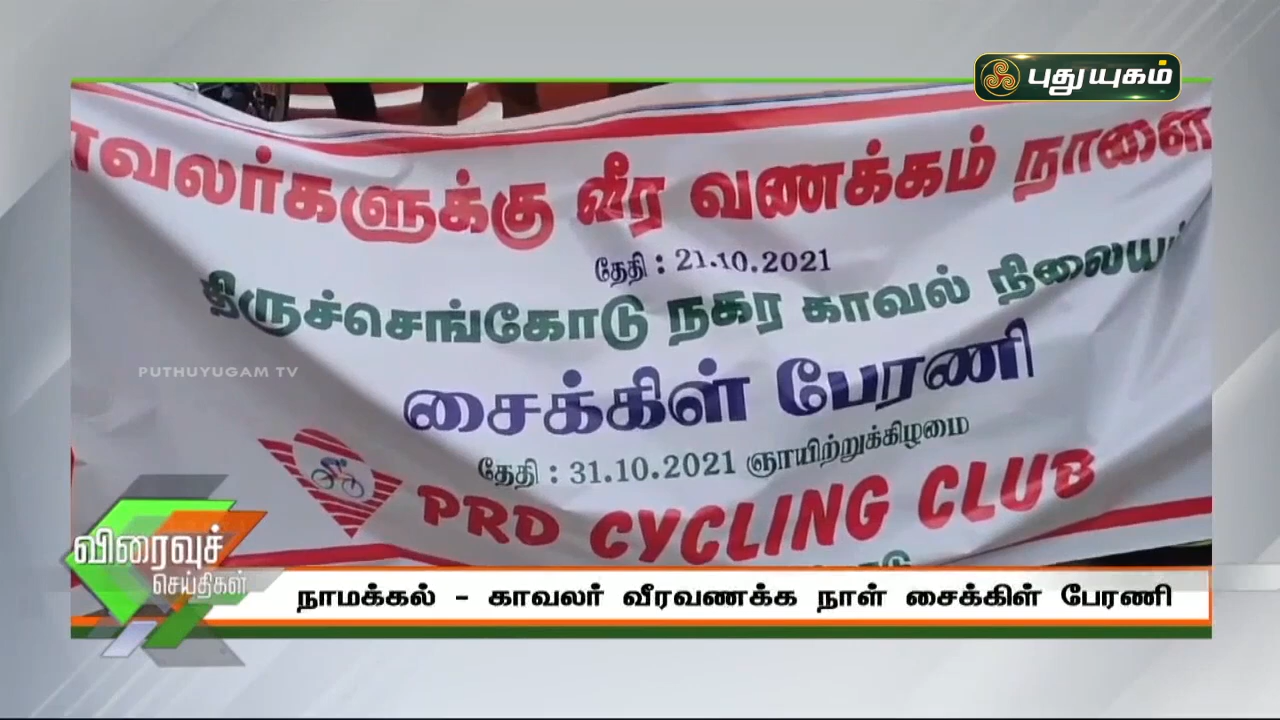 புதுயுகம்
காவலர்களுக்கு வீர வணக்கம் நாளை
தேதி : 21.10.2021
திருச்செங்கோடு நகர காவல் நிலையம்
PUTHUYUGAM TV
சைக்கிள் பேரணி
தேதி : 31.10.2021 ஞாயிற்றுக்கிழமை
PRD CYCLING CLUB
விரைவுச்
செய்திகள்
நாமக்கல் - காவலர் வீரவணக்க நாள் சைக்கிள் பேரணி